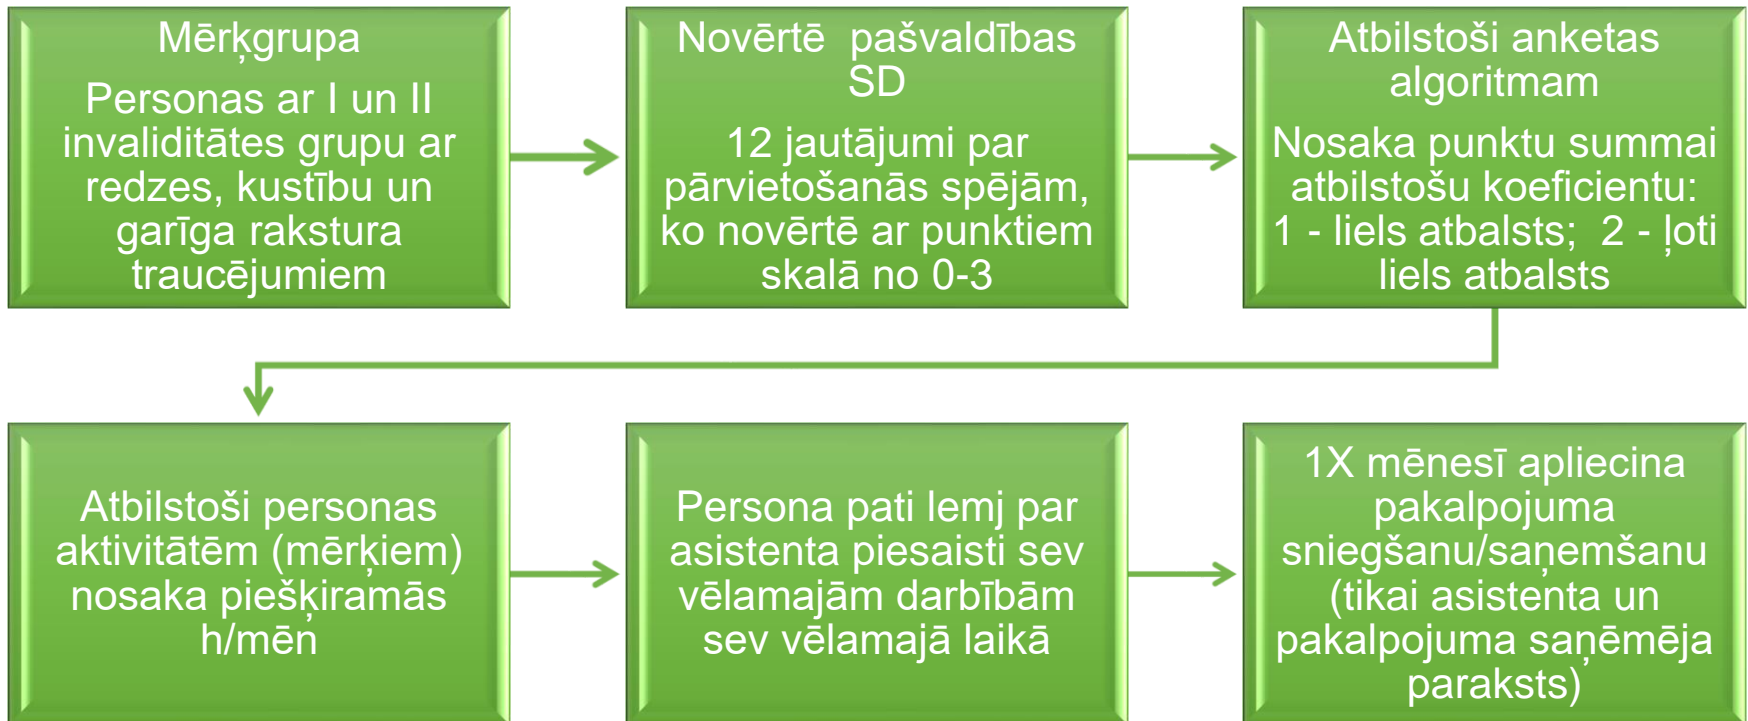 Mērķgrupa
Personas ar I un II
invaliditātes grupu ar
redzes, kustību un
garīga rakstura
traucējumiem
Novērtē  pašvaldības
SD
12 jautājumi par
pārvietošanās spējām,
ko novērtē ar punktiem
skalā no 0-3
Atbilstoši anketas
algoritmam
Nosaka punktu summai
atbilstošu koeficientu:
1 - liels atbalsts;  2 - ļoti
liels atbalsts
Atbilstoši personas
aktivitātēm (mērķiem)
nosaka piešķiramās
h/mēn
Persona pati lemj par
asistenta piesaisti sev
vēlamajām darbībām
sev vēlamajā laikā
1X mēnesī apliecina
pakalpojuma
sniegšanu/saņemšanu
(tikai asistenta un
pakalpojuma saņēmēja
paraksts)